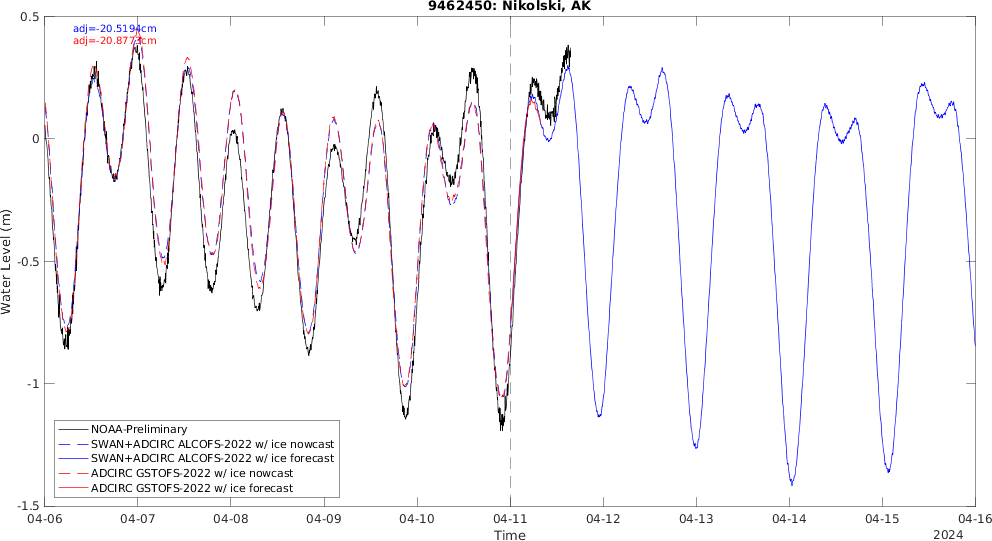 9462450: Nikolski, AK
adj=-20.5194cm
adj=-20.8773cm
0.5
0
-0.5
-1
-1.5
Water Level (m)
NOAA-Preliminary
SWAN+ADCIRC ALCOFS-2022 w/ ice nowcast
SWAN+ADCIRC ALCOFS-2022 w/ ice forecast
ADCIRC GSTOFS-2022 w/ ice nowcast
ADCIRC GSTOFS-2022 w/ ice forecast
04-06 04-07 04-08 04-09 04-10 04-11 04-12 04-13 04-14 04-15 04-16
Time
2024